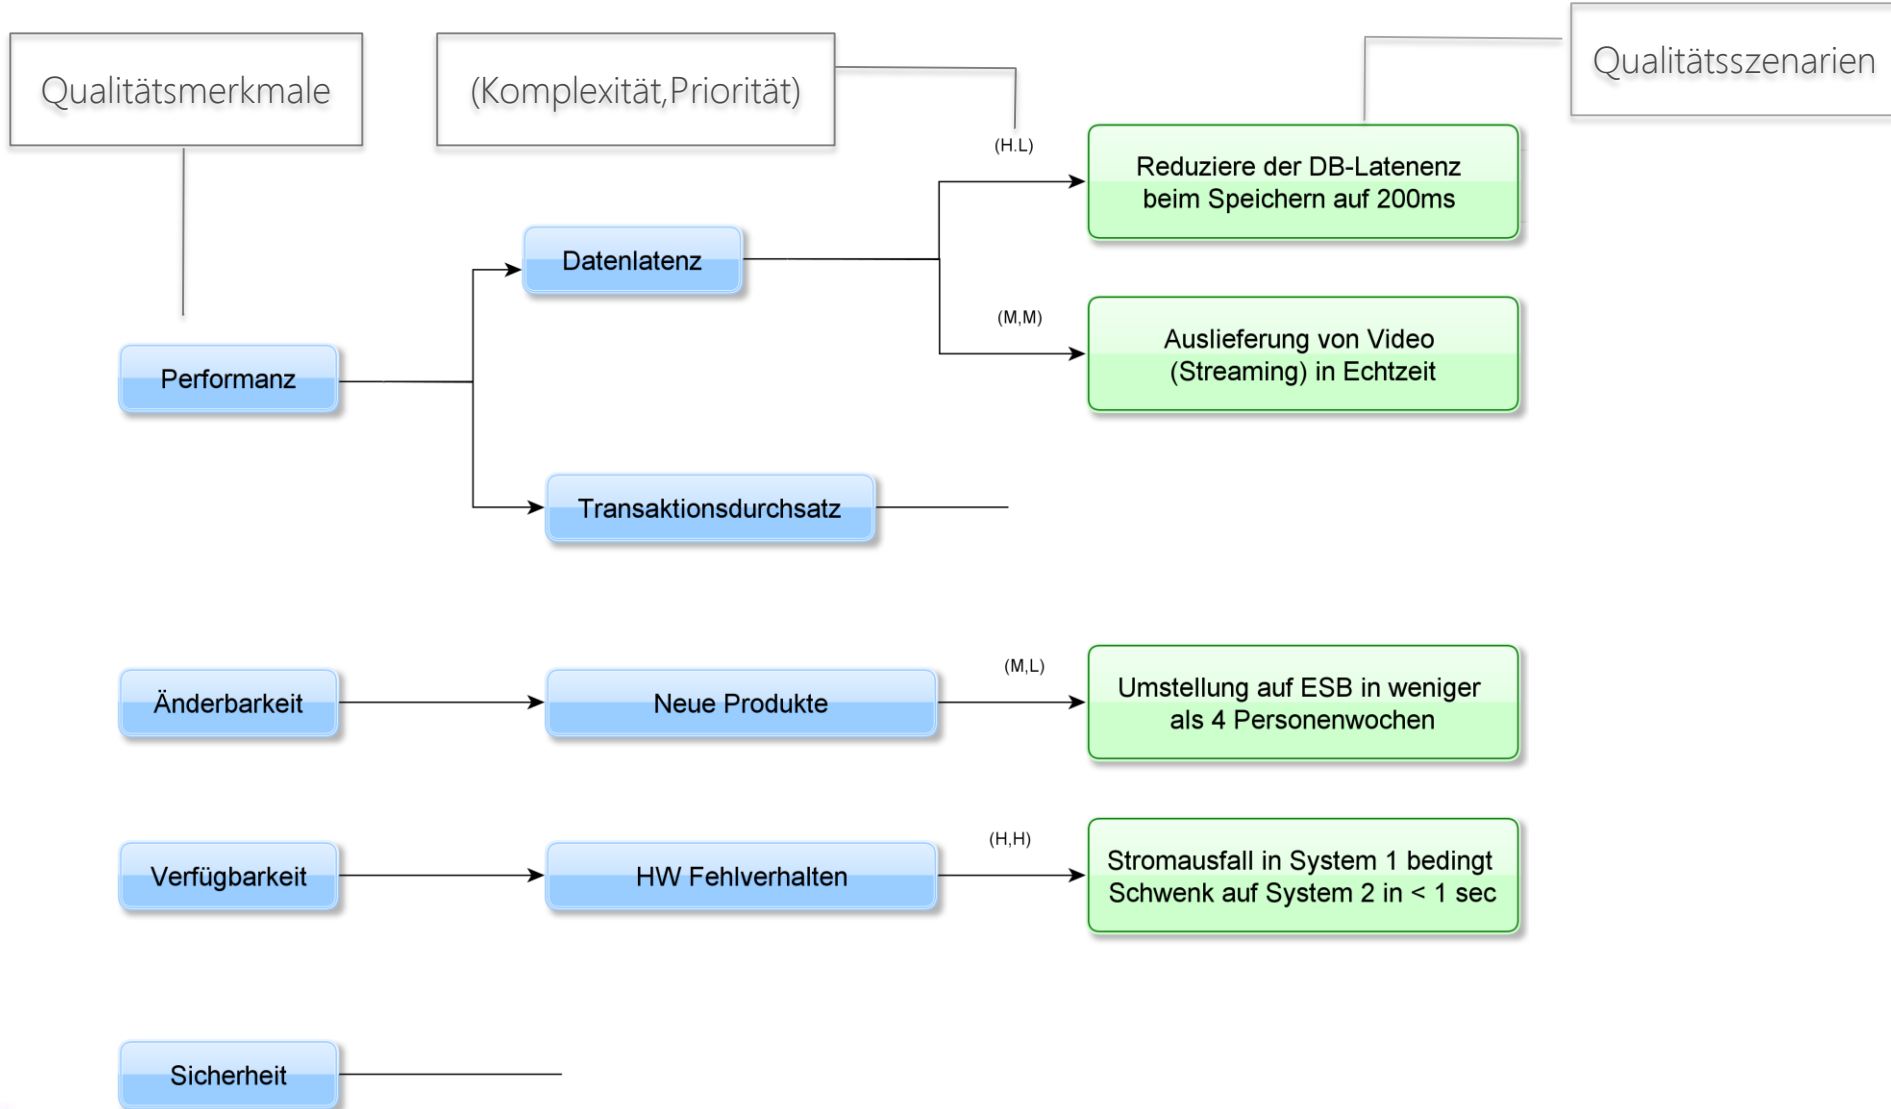 Qualitätsmerkmale
(Komplexität,Priorität)
Qualitätsszenarien
(H.L)
Reduziere der DB-Latenenz
beim Speichern auf 200ms
Datenlatenz
(M,M)
Auslieferung von Video
(Streaming) in Echtzeit
Performanz
Transaktionsdurchsatz
Änderbarkeit
Neue Produkte
(M,L)
Umstellung auf ESB in weniger
als 4 Personenwochen
Verfügbarkeit
HW Fehlverhalten
(H,H)
Stromausfall in System 1 bedingt
Schwenk auf System 2 in < 1 sec
Sicherheit